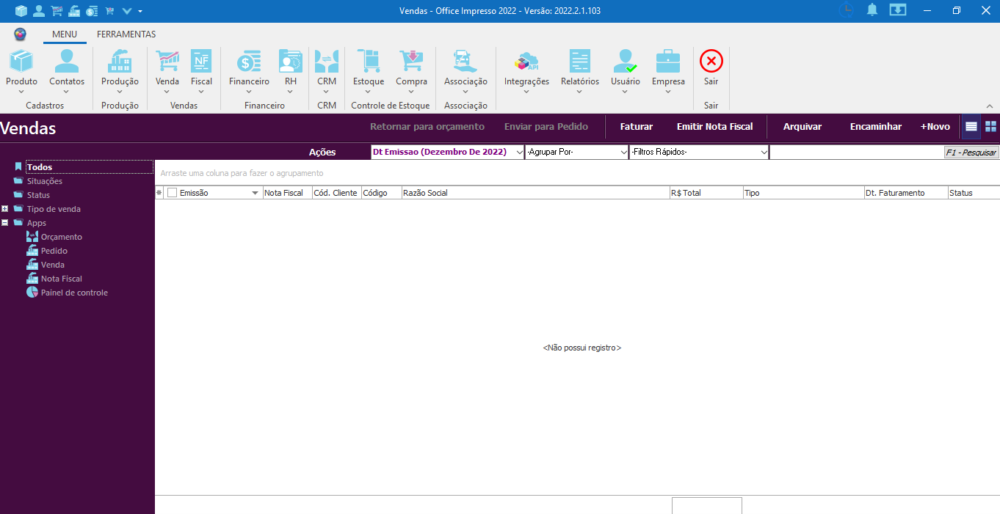 Vendas - Office Impresso 2022 - Versão: 2022.2.1.103
MENU FERRAMENTAS
Produto Contatos Produção Venda Fiscal Financeiro RH CRM Estoque Compra Associação Integrações Relatórios Usuário Empresa Sair
NF
API
Cadastros Produção Vendas Financeiro CRM Controle de Estoque Associação Sair
Vendas Retornar para orçamento Enviar para Pedido Faturar Emitir Nota Fiscal Arquivar Encaminhar +Novo
Ações Dt Emissao (Dezembro De 2022) -Agrupar Por- -Filtros Rápidos- F1 - Pesquisar
Todos
Situações
Status
Tipo de venda
Apps
Orçamento
Pedido
Venda
Nota Fiscal
Painel de controle
Arraste uma coluna para fazer o agrupamento
Emissão Nota Fiscal Cód. Cliente Código Razão Social R$ Total Tipo Dt. Faturamento Status
<Não possui registro>